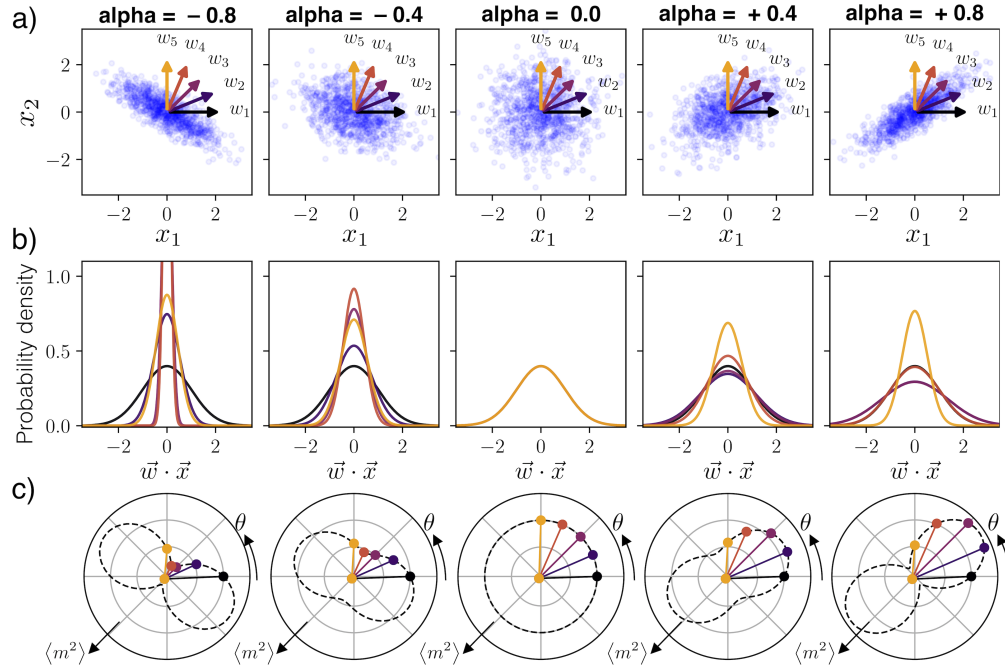 a)
alpha = − 0.8
alpha = − 0.4
alpha = 0.0
alpha = + 0.4
alpha = + 0.8
w5 w4 w3 w2 w1
w5 w4 w3 w2 w1
w5 w4 w3 w2 w1
w5 w4 w3 w2 w1
w5 w4 w3 w2 w1
x2
2
0
−2
−2 0 2
−2 0 2
−2 0 2
−2 0 2
−2 0 2
x1
x1
x1
x1
x1
b)
Probability density
1.0
0.5
0.0
−2 0 2
−2 0 2
−2 0 2
−2 0 2
−2 0 2
w⃗ · x⃗
w⃗ · x⃗
w⃗ · x⃗
w⃗ · x⃗
w⃗ · x⃗
c)
θ
θ
θ
θ
θ
⟨m²⟩
⟨m²⟩
⟨m²⟩
⟨m²⟩
⟨m²⟩